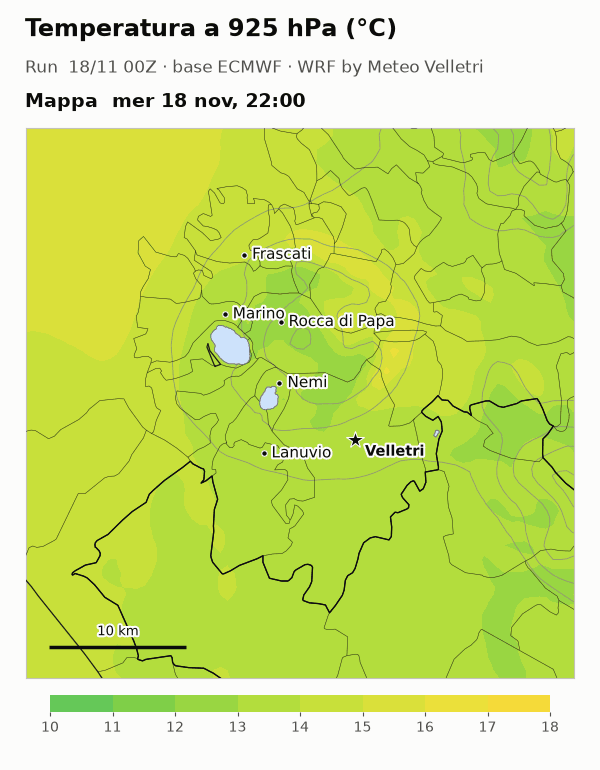 Temperatura a 925 hPa (°C)
Run  18/11 00Z · base ECMWF · WRF by Meteo Velletri
Mappa  mer 18 nov, 22:00
Frascati
Marino
Rocca di Papa
Nemi
Velletri
Lanuvio
10 km
10 11 12 13 14 15 16 17 18